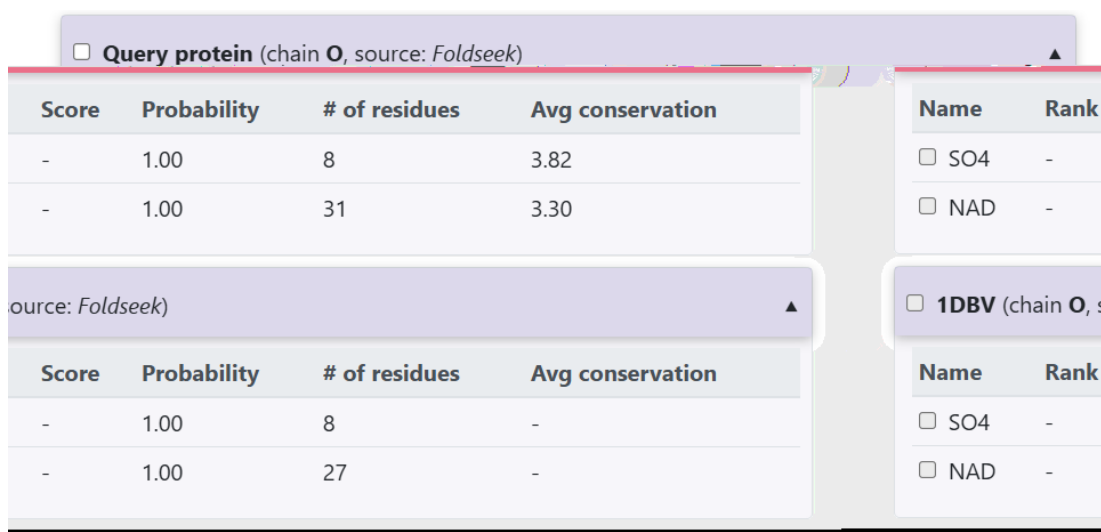 Query protein (chain O, source: Foldseek) ▲
Score Probability # of residues Avg conservation
- 1.00 8 3.82
- 1.00 31 3.30
Name Rank
SO4 -
NAD -
source: Foldseek) ▲
Score Probability # of residues Avg conservation
- 1.00 8 -
- 1.00 27 -
1DBV (chain O, s
Name Rank
SO4 -
NAD -